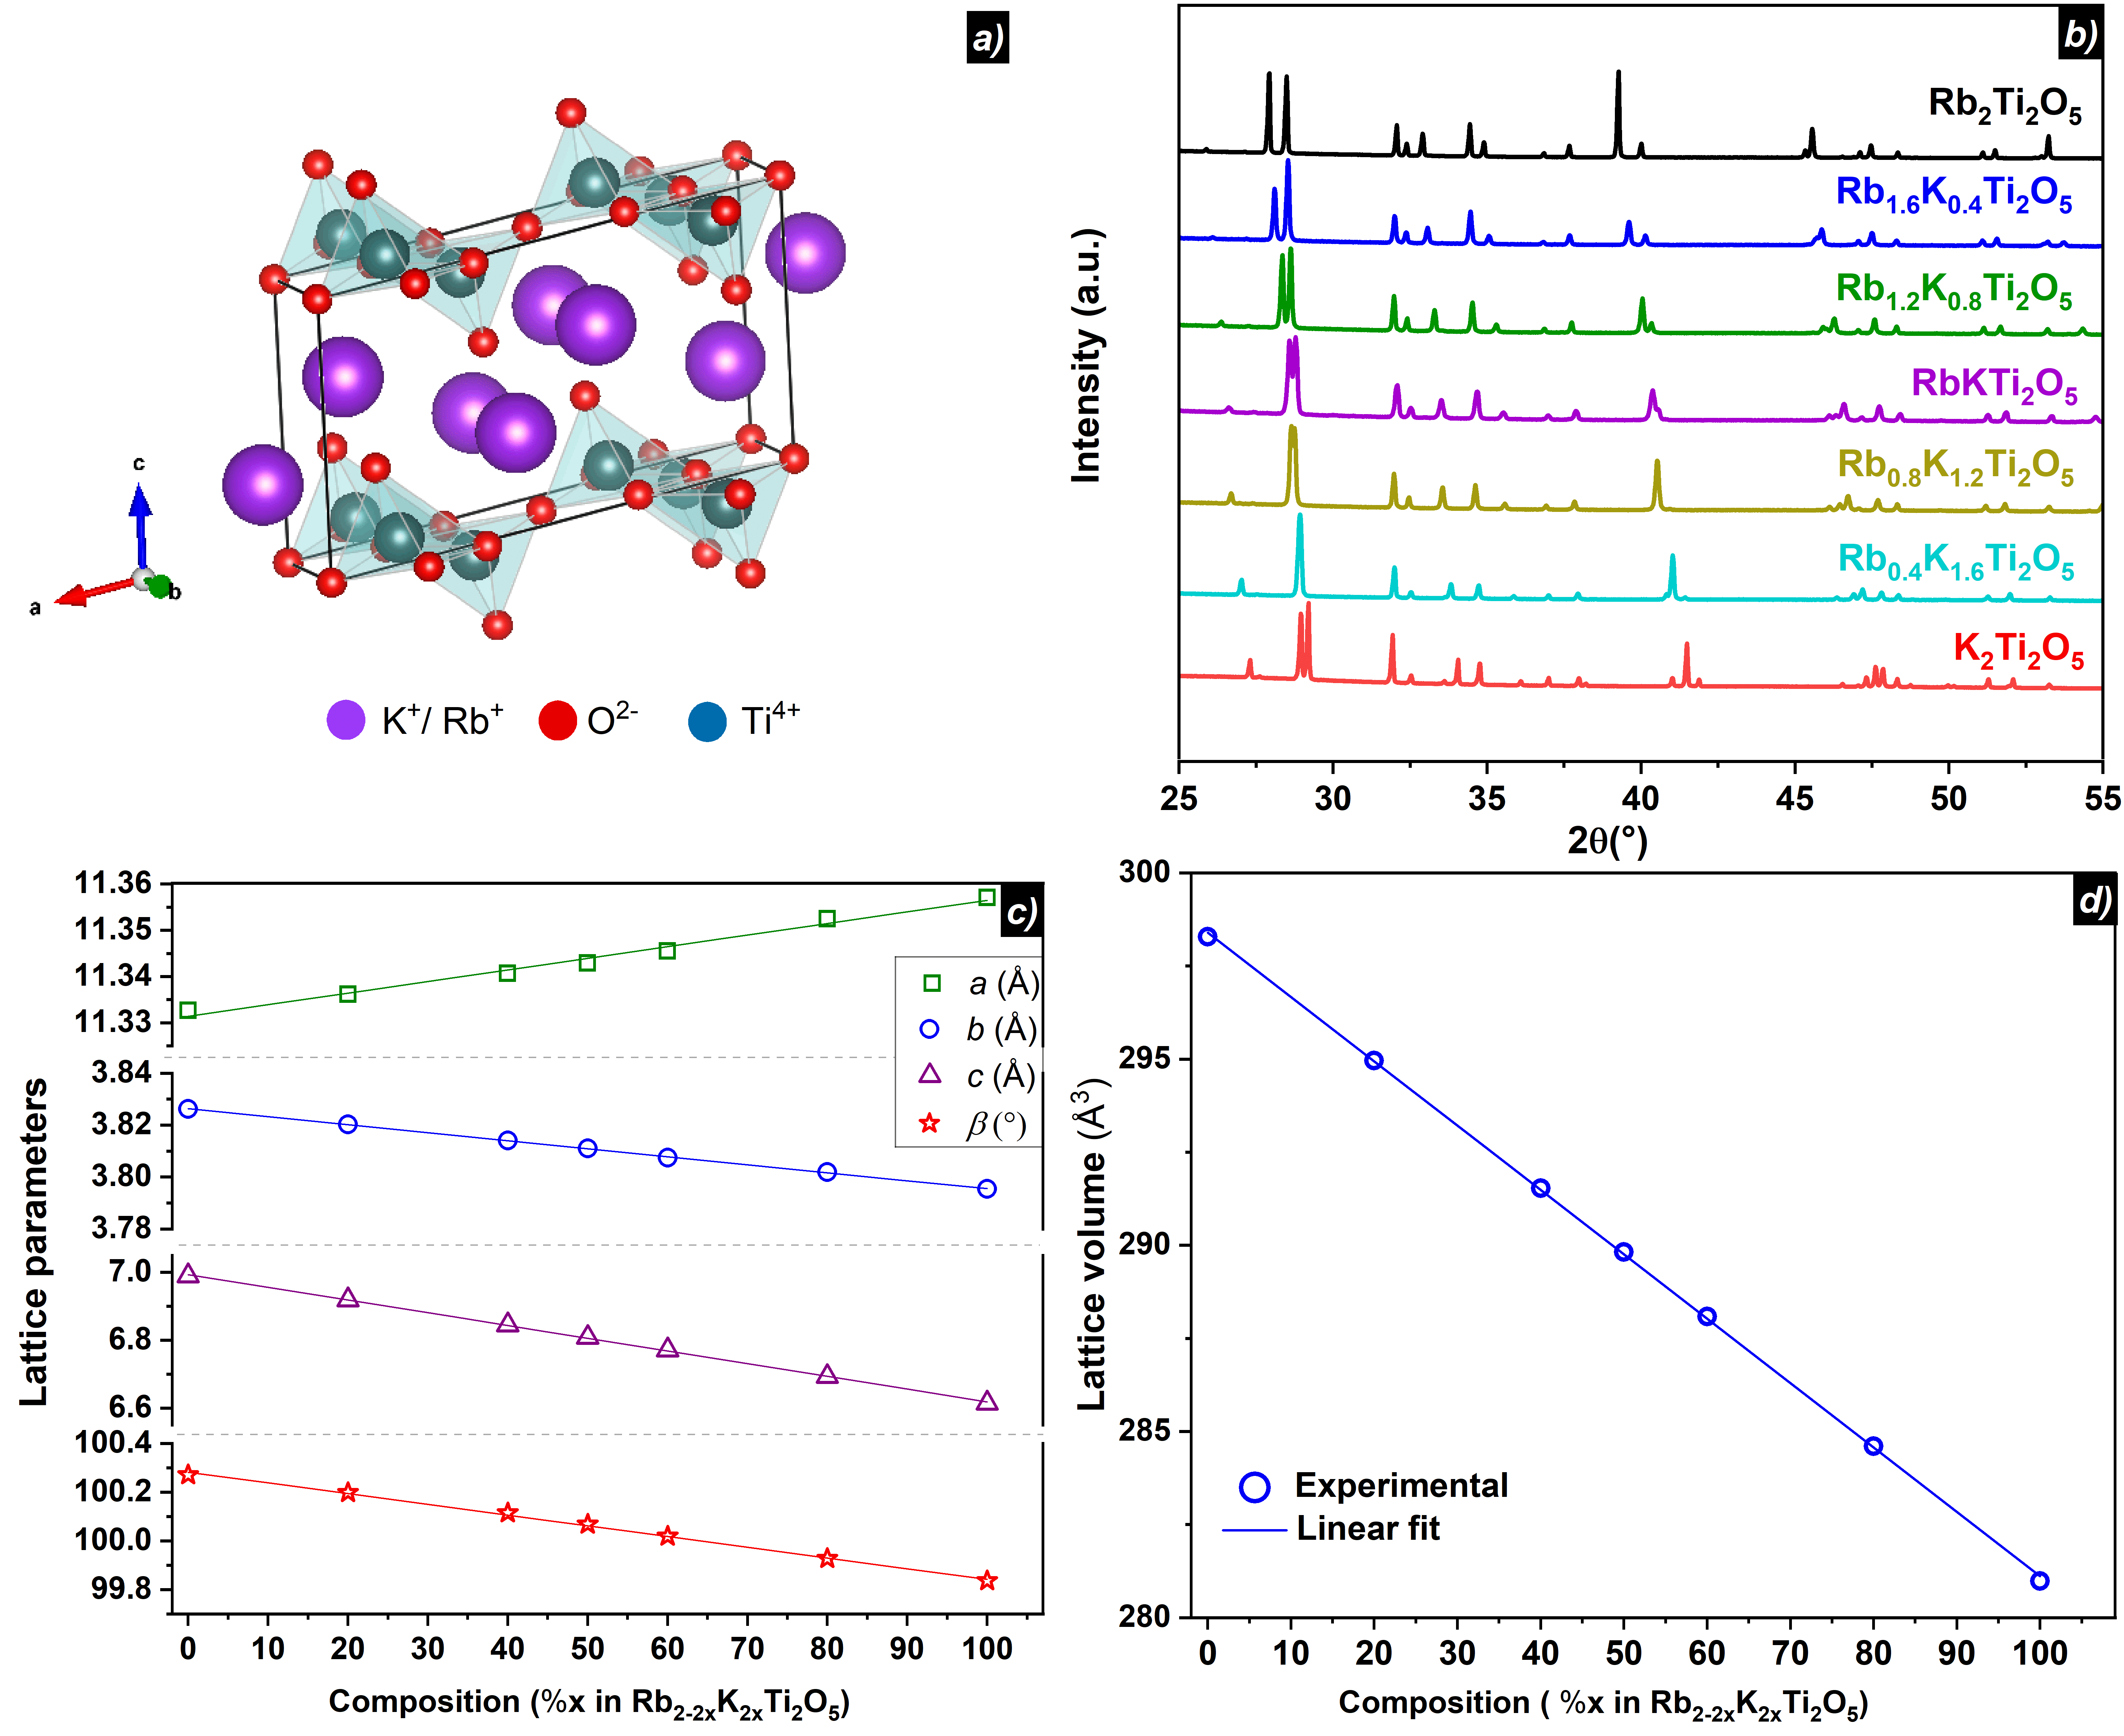 a)
c
a
b
K+/ Rb+
O2-
Ti4+
b)
Intensity (a.u.)
Rb2Ti2O5
Rb1.6K0.4Ti2O5
Rb1.2K0.8Ti2O5
RbKTi2O5
Rb0.8K1.2Ti2O5
Rb0.4K1.6Ti2O5
K2Ti2O5
25 30 35 40 45 50 55
2θ(°)
c)
Lattice parameters
11.36
11.35
11.34
11.33
3.84
3.82
3.80
3.78
7.0
6.8
6.6
100.4
100.2
100.0
99.8
a (Å)
b (Å)
c (Å)
β (°)
0 10 20 30 40 50 60 70 80 90 100
Composition (%x in Rb2-2xK2xTi2O5)
d)
Lattice volume (Å3)
300
295
290
285
280
Experimental
Linear fit
0 10 20 30 40 50 60 70 80 90 100
Composition ( %x in Rb2-2xK2xTi2O5)